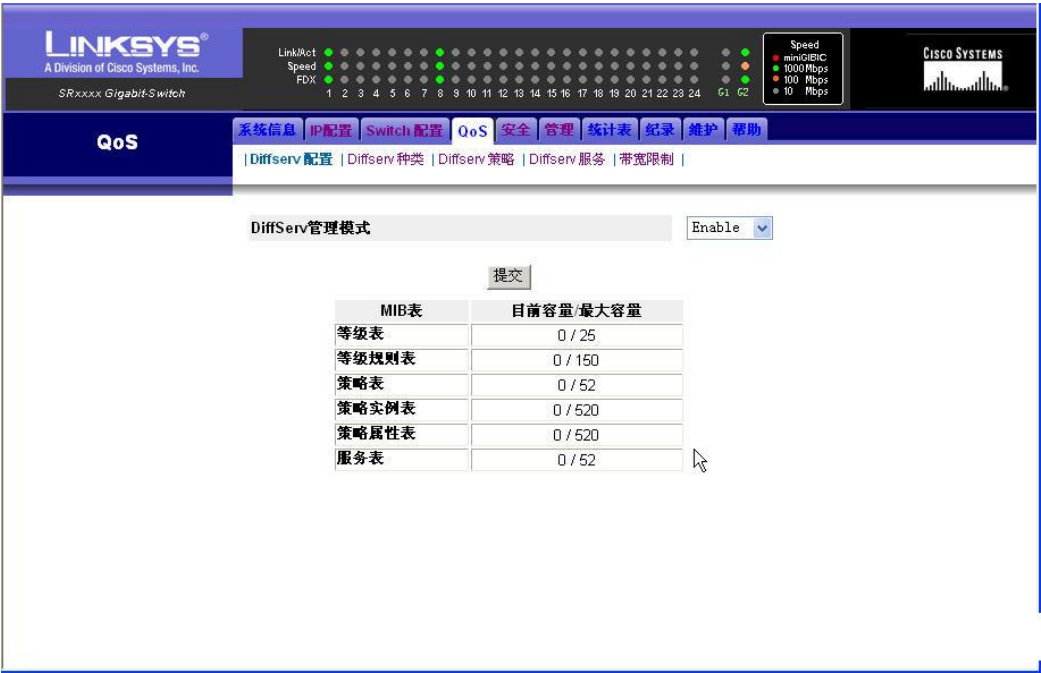 LINKSYS®
A Division of Cisco Systems, Inc.
SRxxxx Gigabit-Switch
Link/Act
Speed
FDX
1 2 3 4 5 6 7 8 9 10 11 12 13 14 15 16 17 18 19 20 21 22 23 24 G1 G2
Speed
miniGIBIC
1000Mbps
100 Mbps
10 Mbps
CISCO SYSTEMS
QoS
系统信息 IP配置 Switch 配置 QoS 安全 管理 统计表 纪录 维护 帮助
| Diffserv 配置 | Diffserv 种类 | Diffserv 策略 | Diffserv 服务 | 带宽限制 |
DiffServ管理模式 Enable
提交
MIB表 目前容量/最大容量
等级表 0 / 25
等级规则表 0 / 150
策略表 0 / 52
策略实例表 0 / 520
策略属性表 0 / 520
服务表 0 / 52